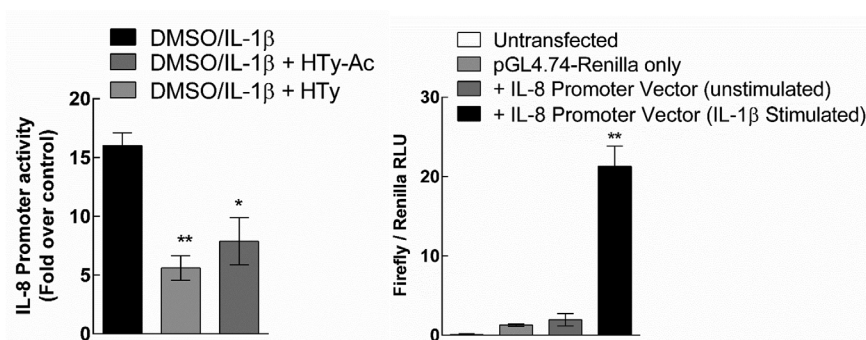 DMSO/IL-1β
DMSO/IL-1β + HTy-Ac
DMSO/IL-1β + HTy
IL-8 Promoter activity
(Fold over control)
20
15
10
5
0
**
*
Untransfected
pGL4.74-Renilla only
+ IL-8 Promoter Vector (unstimulated)
+ IL-8 Promoter Vector (IL-1β Stimulated)
Firefly / Renilla RLU
30
20
10
0
**